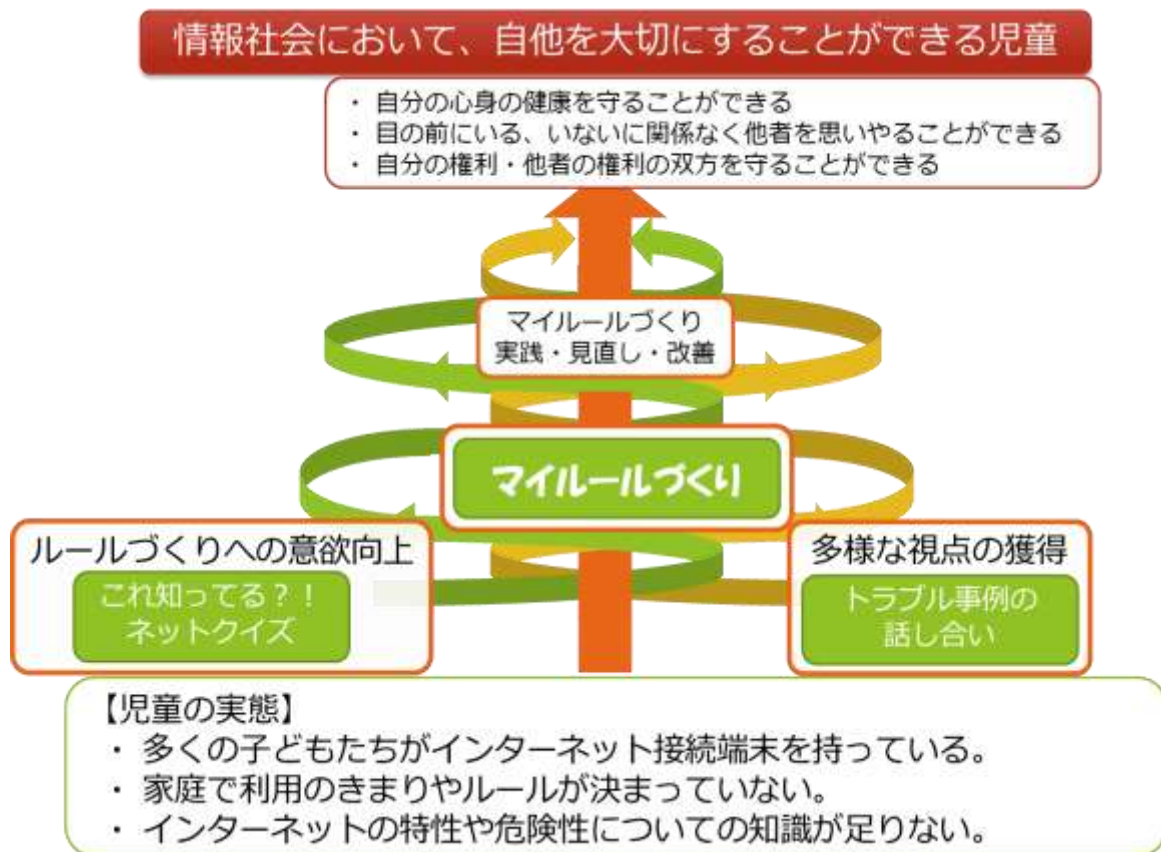 情報社会において、自他を大切にすることができる児童
・ 自分の心身の健康を守ることができる
・ 目の前にいる、いないに関係なく他者を思いやることができる
・ 自分の権利・他者の権利の双方を守ることができる
マイルールづくり
実践・見直し・改善
マイルールづくり
ルールづくりへの意欲向上
これ知ってる？！
ネットクイズ
多様な視点の獲得
トラブル事例の
話し合い
【児童の実態】
・ 多くの子どもたちがインターネット接続端末を持っている。
・ 家庭で利用のきまりやルールが決まっていない。
・ インターネットの特性や危険性についての知識が足りない。